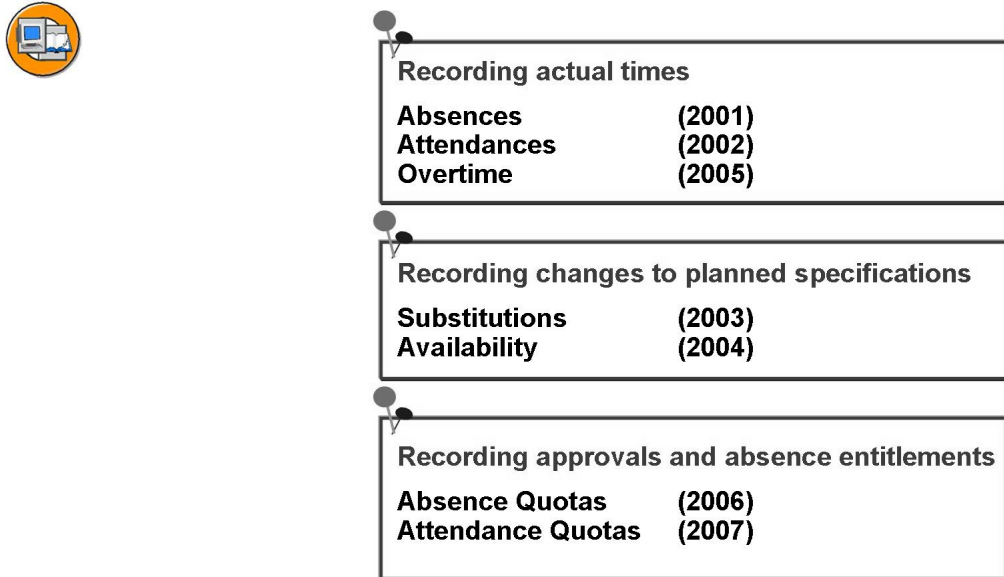 Recording actual times
Absences (2001)
Attendances (2002)
Overtime (2005)
Recording changes to planned specifications
Substitutions (2003)
Availability (2004)
Recording approvals and absence entitlements
Absence Quotas (2006)
Attendance Quotas (2007)